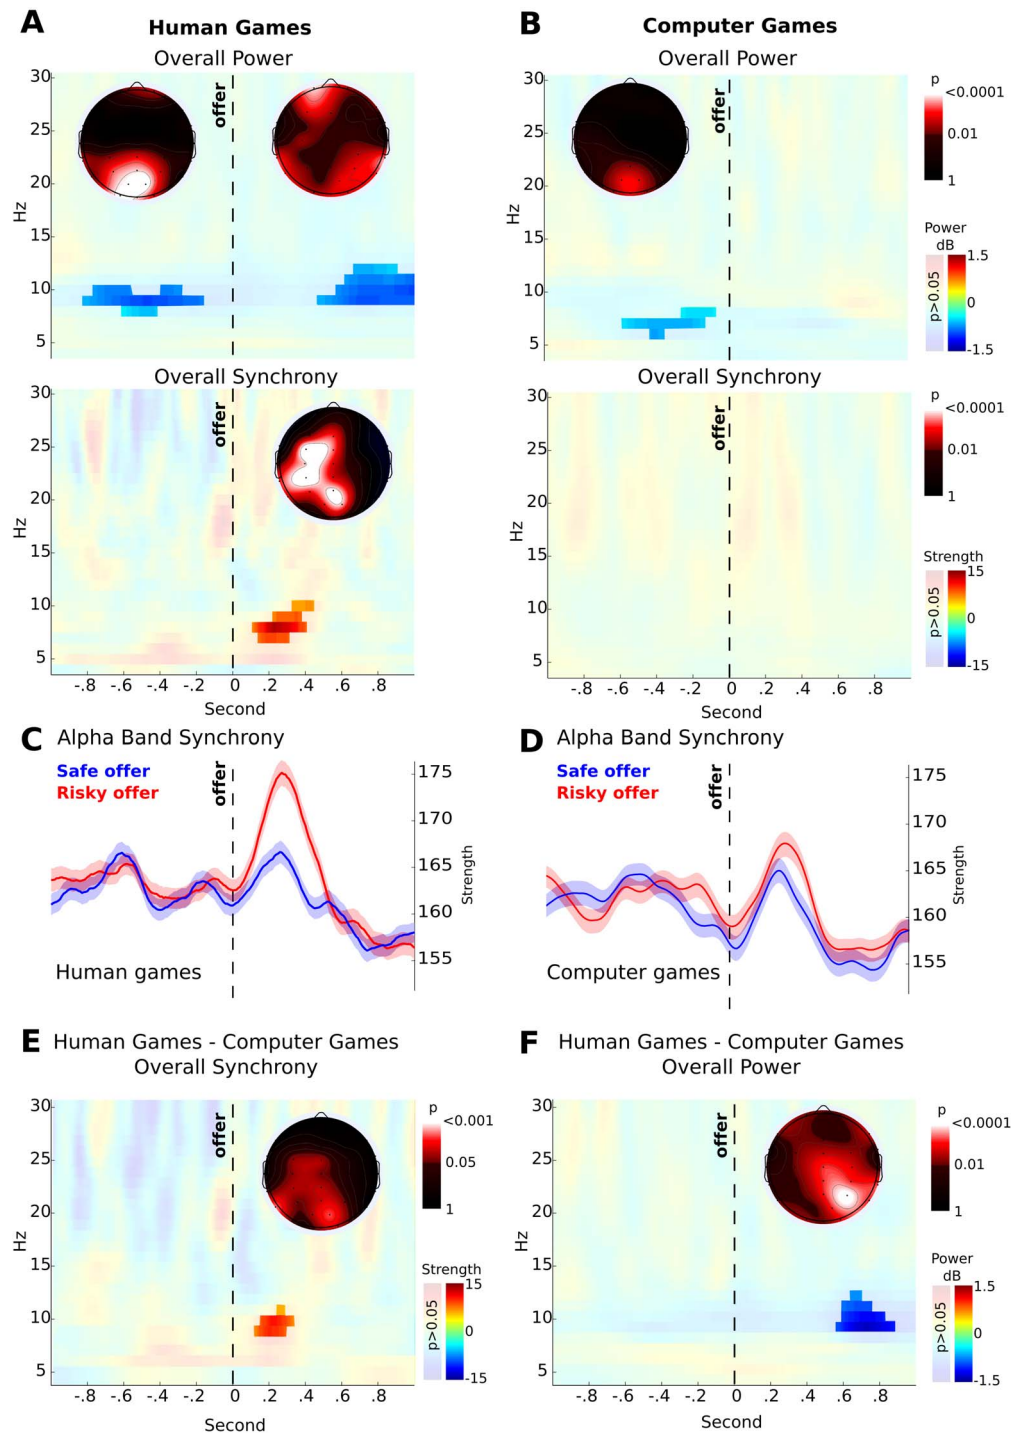 A
Human Games
Overall Power
30
25
20
15
10
5
Hz
offer
B
Computer Games
Overall Power
30
25
20
15
10
5
Hz
offer
p
<0.0001
0.01
1
Power
dB
p>0.05
1.5
0
-1.5
Overall Synchrony
30
25
20
15
10
5
Hz
offer
-.8 -.6 -.4 -.2 0 .2 .4 .6 .8
Second
Overall Synchrony
30
25
20
15
10
5
Hz
offer
-.8 -.6 -.4 -.2 0 .2 .4 .6 .8
Second
p
<0.0001
0.01
1
Strength
p>0.05
15
0
-15
C Alpha Band Synchrony
Safe offer
Risky offer
offer
175
170
165
160
155
Strength
Human games
D Alpha Band Synchrony
Safe offer
Risky offer
offer
175
170
165
160
155
Strength
Computer games
E Human Games - Computer Games
Overall Synchrony
30
25
20
15
10
5
Hz
offer
-.8 -.6 -.4 -.2 0 .2 .4 .6 .8
Second
p
<0.001
0.05
1
Strength
p>0.05
15
0
-15
F Human Games - Computer Games
Overall Power
30
25
20
15
10
5
Hz
offer
-.8 -.6 -.4 -.2 0 .2 .4 .6 .8
Second
p
<0.0001
0.01
1
Power
dB
p>0.05
1.5
0
-1.5